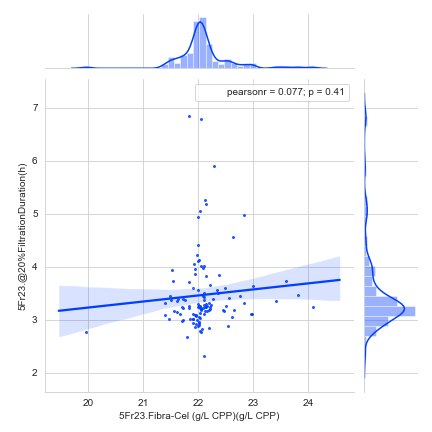 pearsonr = 0.077; p = 0.41
7
6
5
4
3
2
5Fr23.@20%FiltrationDuration(h)
20 21 22 23 24
5Fr23.Fibra-Cel (g/L CPP)(g/L CPP)